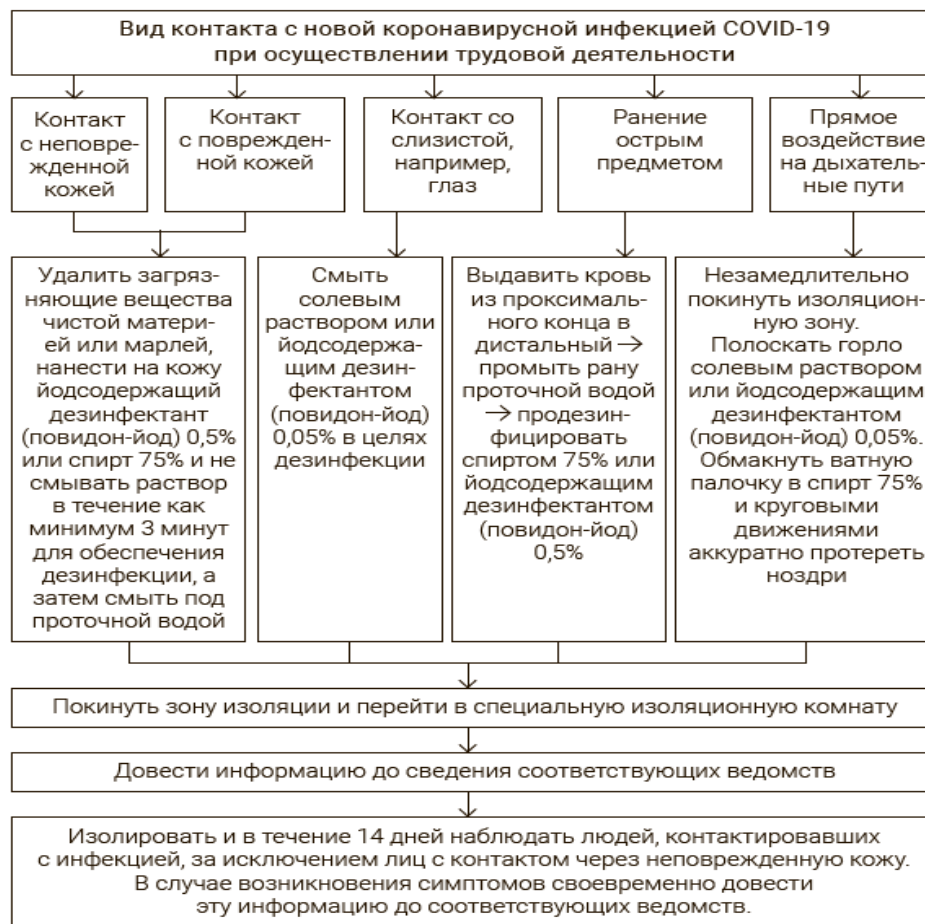 Вид контакта с новой коронавирусной инфекцией COVID-19
при осуществлении трудовой деятельности
Контакт
с неповре-
жденной
кожей
Контакт
с поврежден-
ной кожей
Контакт со
слизистой,
например,
глаз
Ранение
острым
предметом
Прямое
воздействие
на дыхатель-
ные пути
Удалить загряз-
няющие вещества
чистой матери-
ей или марлей,
нанести на кожу
йодсодержащий
дезинфектант
(повидон-йод) 0,5%
или спирт 75% и не
смывать раствор
в течение как
минимум 3 минут
для обеспечения
дезинфекции, а
затем смыть под
проточной водой
Смыть
солевым
раствором или
йодсодержа-
щим дезин-
фектантом
(повидон-йод)
0,05% в целях
дезинфекции
Выдавить кровь
из проксималь-
ного конца в
дистальный →
промыть рану
проточной водой
→ продезин-
фицировать
спиртом 75% или
йодсодержащим
дезинфектантом
(повидон-йод)
0,5%
Незамедлительно
покинуть изоляцион-
ную зону.
Полоскать горло
солевым раствором
или йодсодержащим
дезинфектантом
(повидон-йод) 0,05%.
Обмакнуть ватную
палочку в спирт 75%
и круговыми
движениями
аккуратно протереть
ноздри
Покинуть зону изоляции и перейти в специальную изоляционную комнату
Довести информацию до сведения соответствующих ведомств
Изолировать и в течение 14 дней наблюдать людей, контактировавших
с инфекцией, за исключением лиц с контактом через неповрежденную кожу.
В случае возникновения симптомов своевременно довести
эту информацию до соответствующих ведомств.